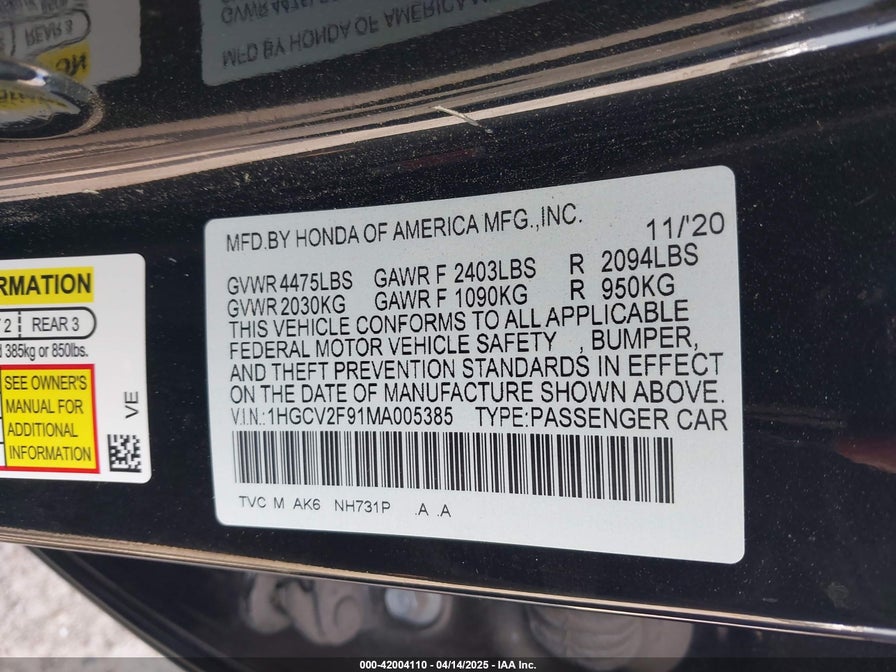 MFD.BY HONDA OF AMERICA MFG.,INC.
11/'20
GVWR 4475LBS GAWR F 2403LBS R 2094LBS
GVWR 2030KG GAWR F 1090KG R 950KG
THIS VEHICLE CONFORMS TO ALL APPLICABLE
FEDERAL MOTOR VEHICLE SAFETY , BUMPER,
AND THEFT PREVENTION STANDARDS IN EFFECT
ON THE DATE OF MANUFACTURE SHOWN ABOVE.
V.I.N.:1HGCV2F91MA005385 TYPE:PASSENGER CAR
TVC M AK6 NH731P .A .A
RMATION
2 REAR 3
385kg or 850lbs.
SEE OWNER'S
MANUAL FOR
ADDITIONAL
INFORMATION
VE
REAR 3
MFD BY HONDA OF AMERICA
000-42004110 - 04/14/2025 - IAA Inc.